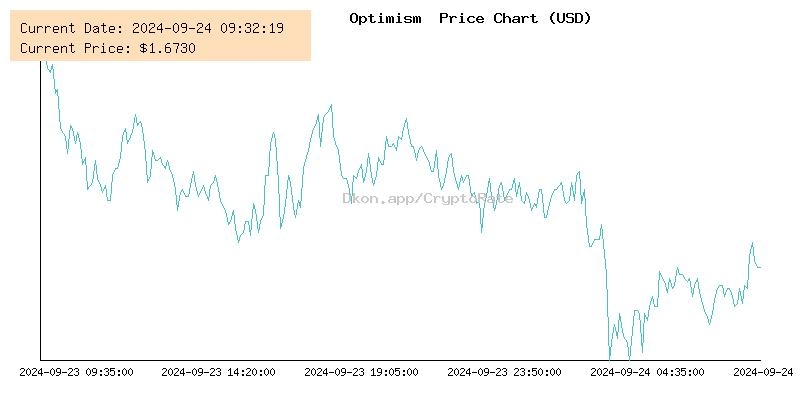 Optimism Price Chart (USD)
Current Date: 2024-09-24 09:32:19
Current Price: $1.6730
Dkon.app/CryptoRate
2024-09-23 09:35:00 2024-09-23 14:20:00 2024-09-23 19:05:00 2024-09-23 23:50:00 2024-09-24 04:35:00 2024-09-24